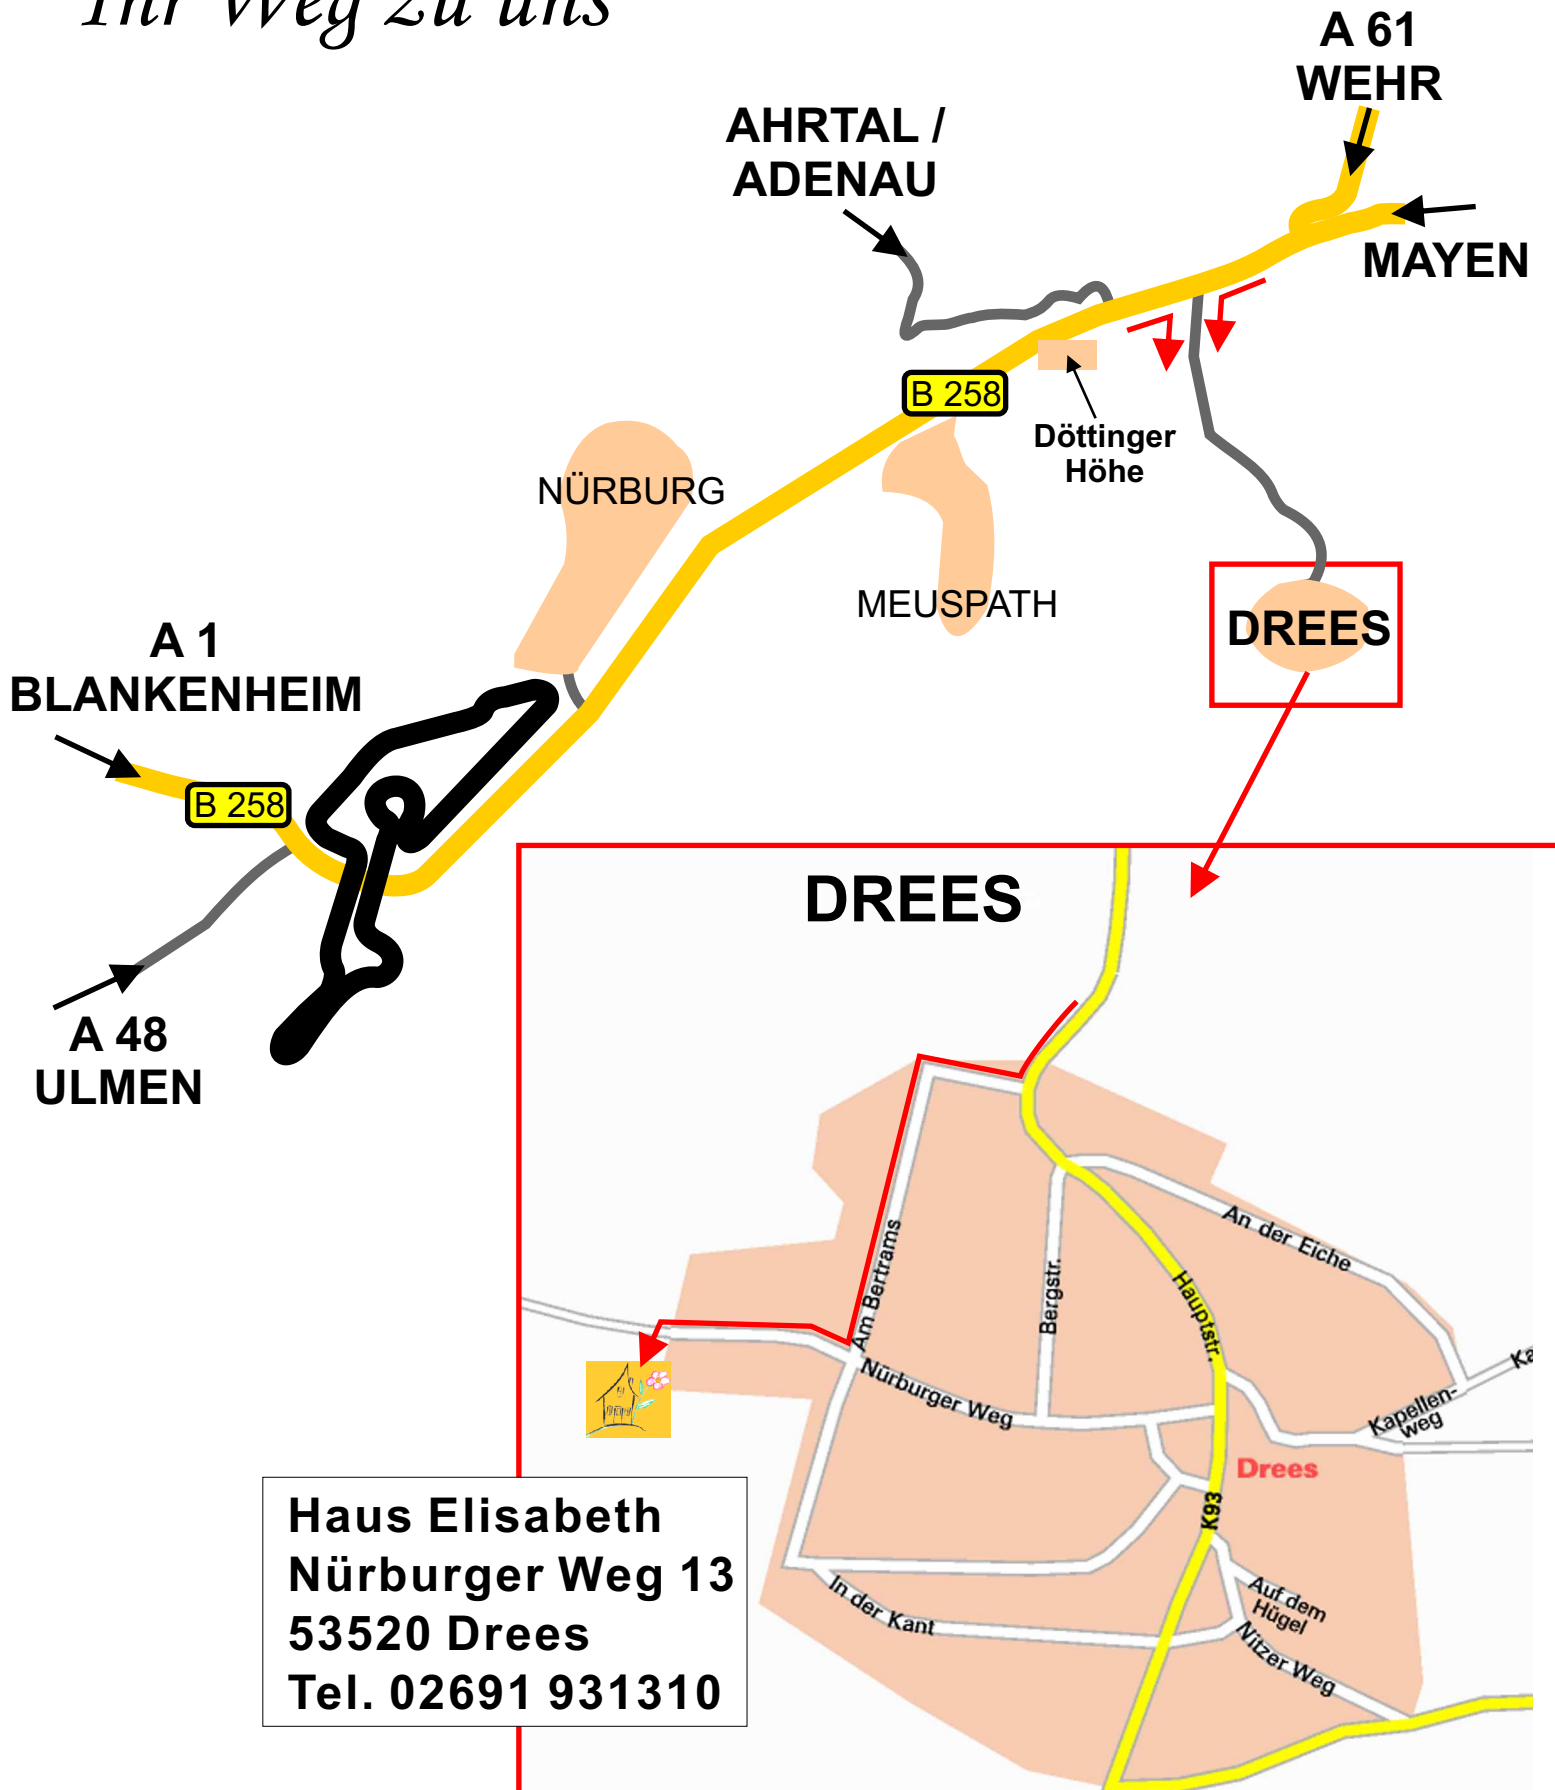 Ihr Weg zu uns
A 61
WEHR
AHRTAL /
ADENAU
MAYEN
B 258
Döttinger
Höhe
NÜRBURG
MEUSPATH
DREES
A 1
BLANKENHEIM
B 258
A 48
ULMEN
DREES
Am Bertrams
Bergstr.
Hauptstr.
An der Eiche
Nürburger Weg
Kapellen-
weg
Ka
Drees
K93
In der Kant
Auf dem
Hügel
Nitzer Weg
Haus Elisabeth
Nürburger Weg 13
53520 Drees
Tel. 02691 931310